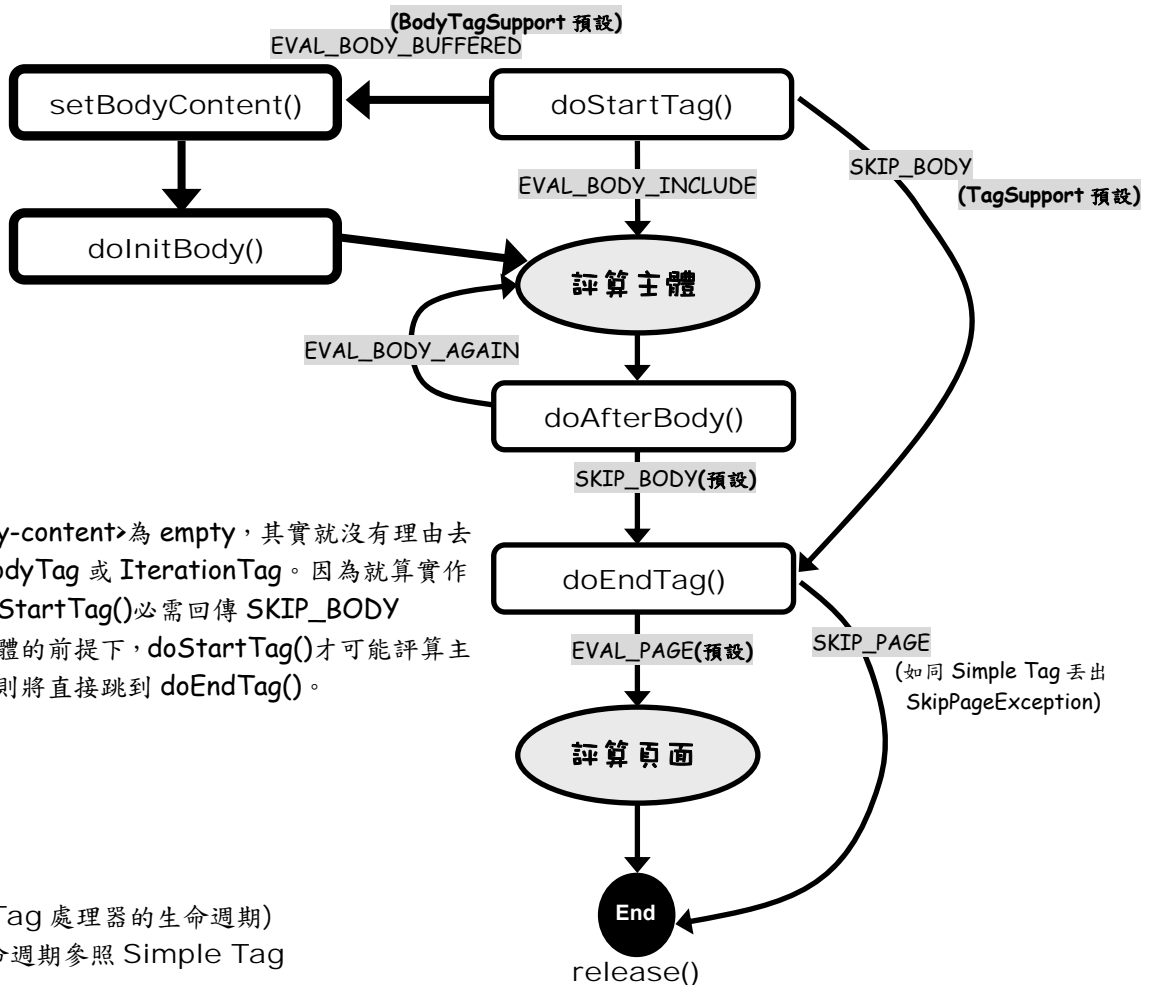 (BodyTagSupport 預設)
EVAL_BODY_BUFFERED
setBodyContent()
doStartTag()
SKIP_BODY
(TagSupport 預設)
EVAL_BODY_INCLUDE
doInitBody()
評算主體
EVAL_BODY_AGAIN
doAfterBody()
SKIP_BODY(預設)
y-content>為 empty，其實就沒有理由去
odyTag 或 IterationTag。因為就算實作
StartTag()必需回傳 SKIP_BODY
體的前提下，doStartTag()才可能評算主
則將直接跳到 doEndTag()。
doEndTag()
EVAL_PAGE(預設)
SKIP_PAGE
(如同 Simple Tag 丟出
SkipPageException)
評算頁面
End
release()
Tag 處理器的生命週期)
命週期參照 Simple Tag